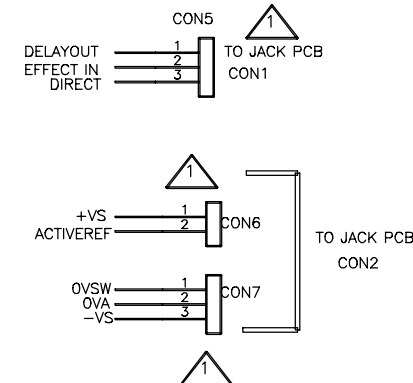 CON5
1
DELAYOUT 1 TO JACK PCB
EFFECT IN 2 CON1
DIRECT 3
1
+VS 1 CON6
ACTIVEREF 2
TO JACK PCB
CON2
0VSW 1 CON7
0VA 2
-VS 3
1